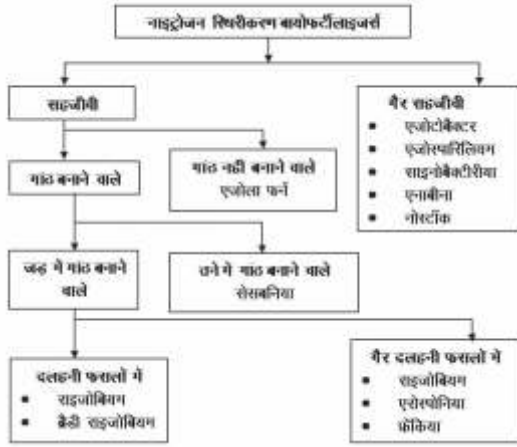 नाइट्रोजन स्थिरीकरण बायोफर्टीलाइजर्स
सहजीवी
गैर सहजीवी
एजोटोबैक्टर
एजोस्पारिलियम
साइनोबैक्टीरीया
एनाबीना
नोस्टॉक
गांठ बनाने वाले
गांठ नही बनाने वाले
एजोला फर्न
जड़ में गांठ बनाने
वाले
तने में गांठ बनाने वाले
सेसबनिया
दलहनी फसलों में
राइजोबियम
ब्रैडी राइजोबियम
गैर दलहनी फसलों में
राइजोबियम
एरोस्पोनिया
फ्रेंकिया